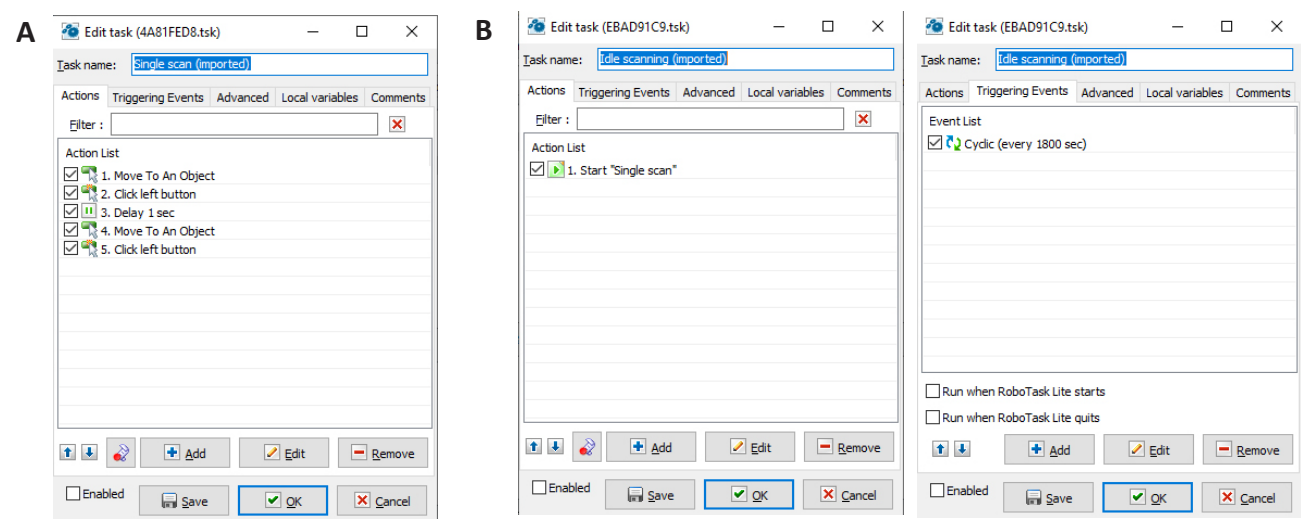 A
Edit task (4A81FED8.tsk)
Task name: Single scan (imported)
Actions Triggering Events Advanced Local variables Comments
Filter :
Action List
1. Move To An Object
2. Click left button
3. Delay 1 sec
4. Move To An Object
5. Click left button
Add Edit Remove
Enabled Save OK Cancel
B
Edit task (EBAD91C9.tsk)
Task name: Idle scanning (imported)
Actions Triggering Events Advanced Local variables Comments
Filter :
Action List
1. Start "Single scan"
Add Edit Remove
Enabled Save OK Cancel
Edit task (EBAD91C9.tsk)
Task name: Idle scanning (imported)
Actions Triggering Events Advanced Local variables Comments
Event List
Cyclic (every 1800 sec)
Run when RoboTask Lite starts
Run when RoboTask Lite quits
Add Edit Remove
Enabled Save OK Cancel